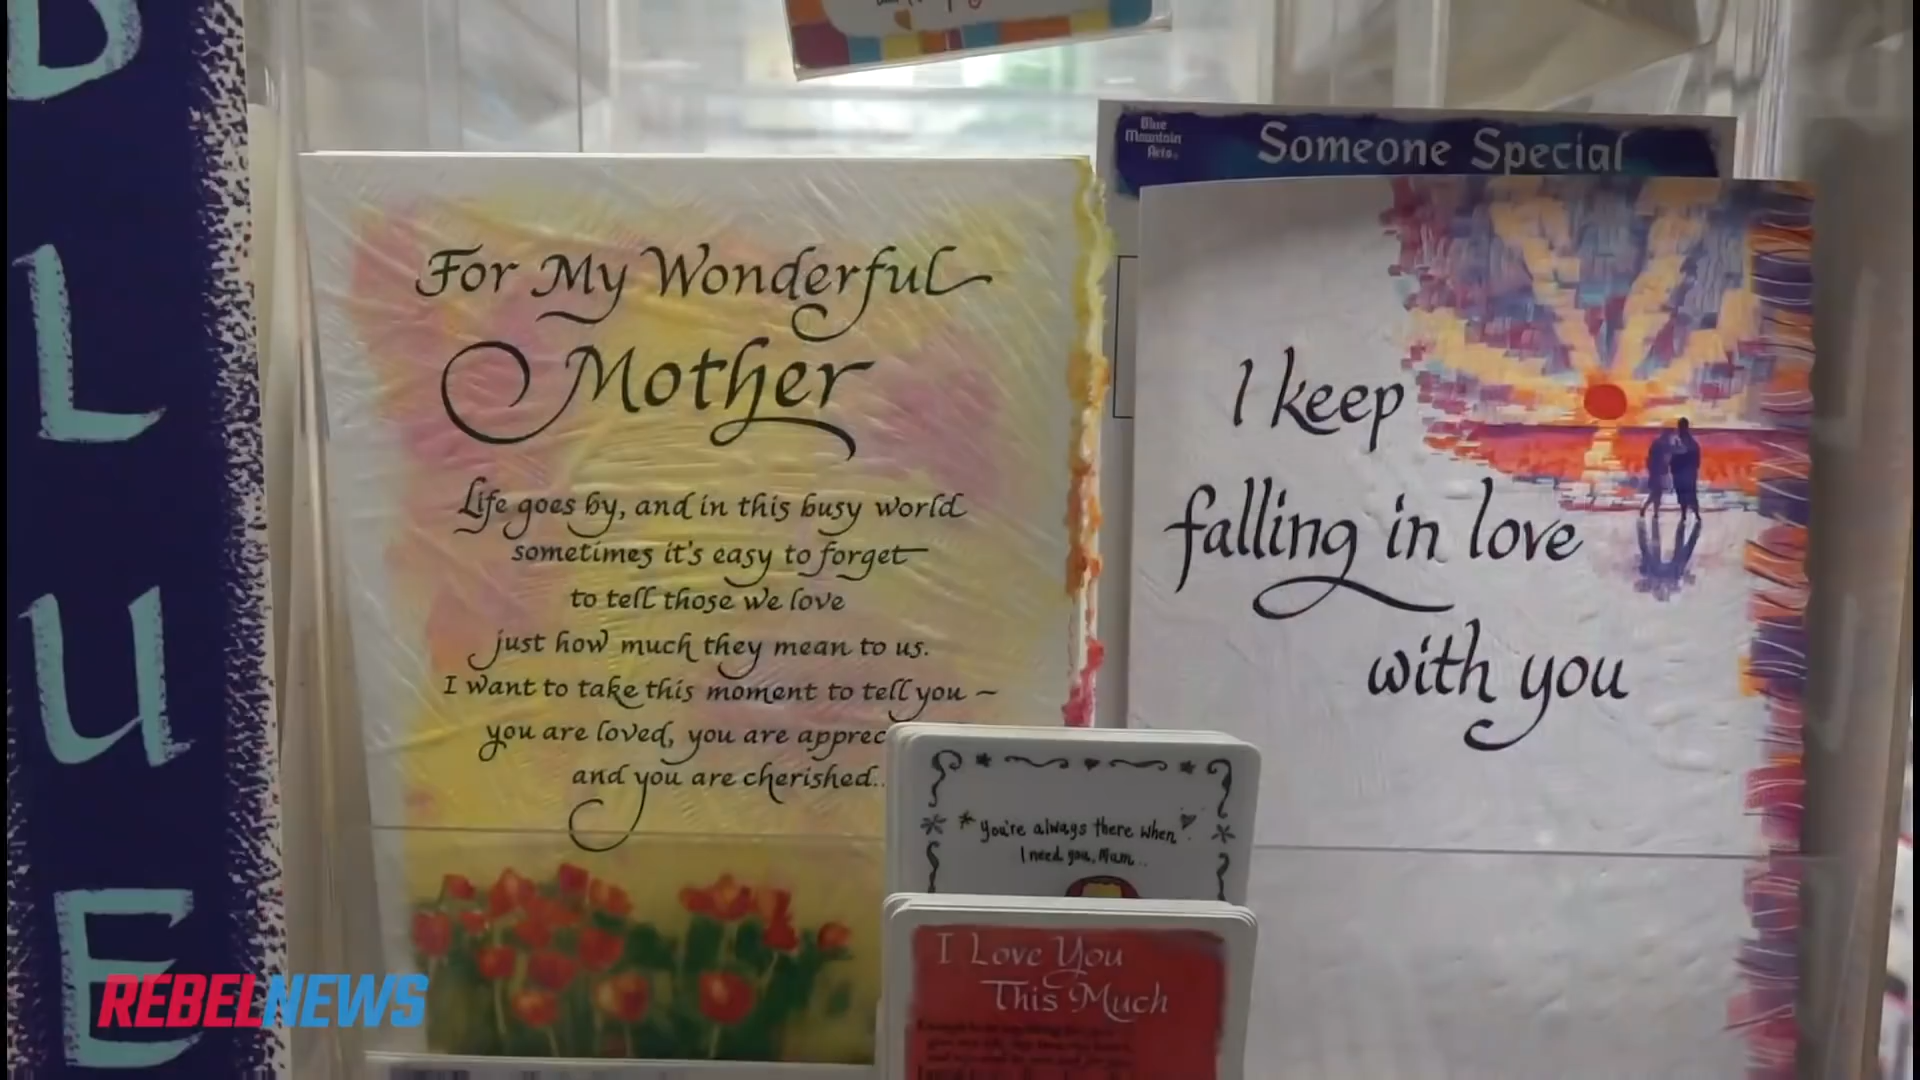 BLUE
Blue
Mountain
Arts®
Someone Special
For My Wonderful
Mother
Life goes by, and in this busy world
sometimes it's easy to forget
to tell those we love
just how much they mean to us.
I want to take this moment to tell you ~
you are loved, you are apprec
and you are cherished..
I keep
falling in love
with you
You're always there when
I need you, Mum...
I Love You
This Much
REBELNEWS